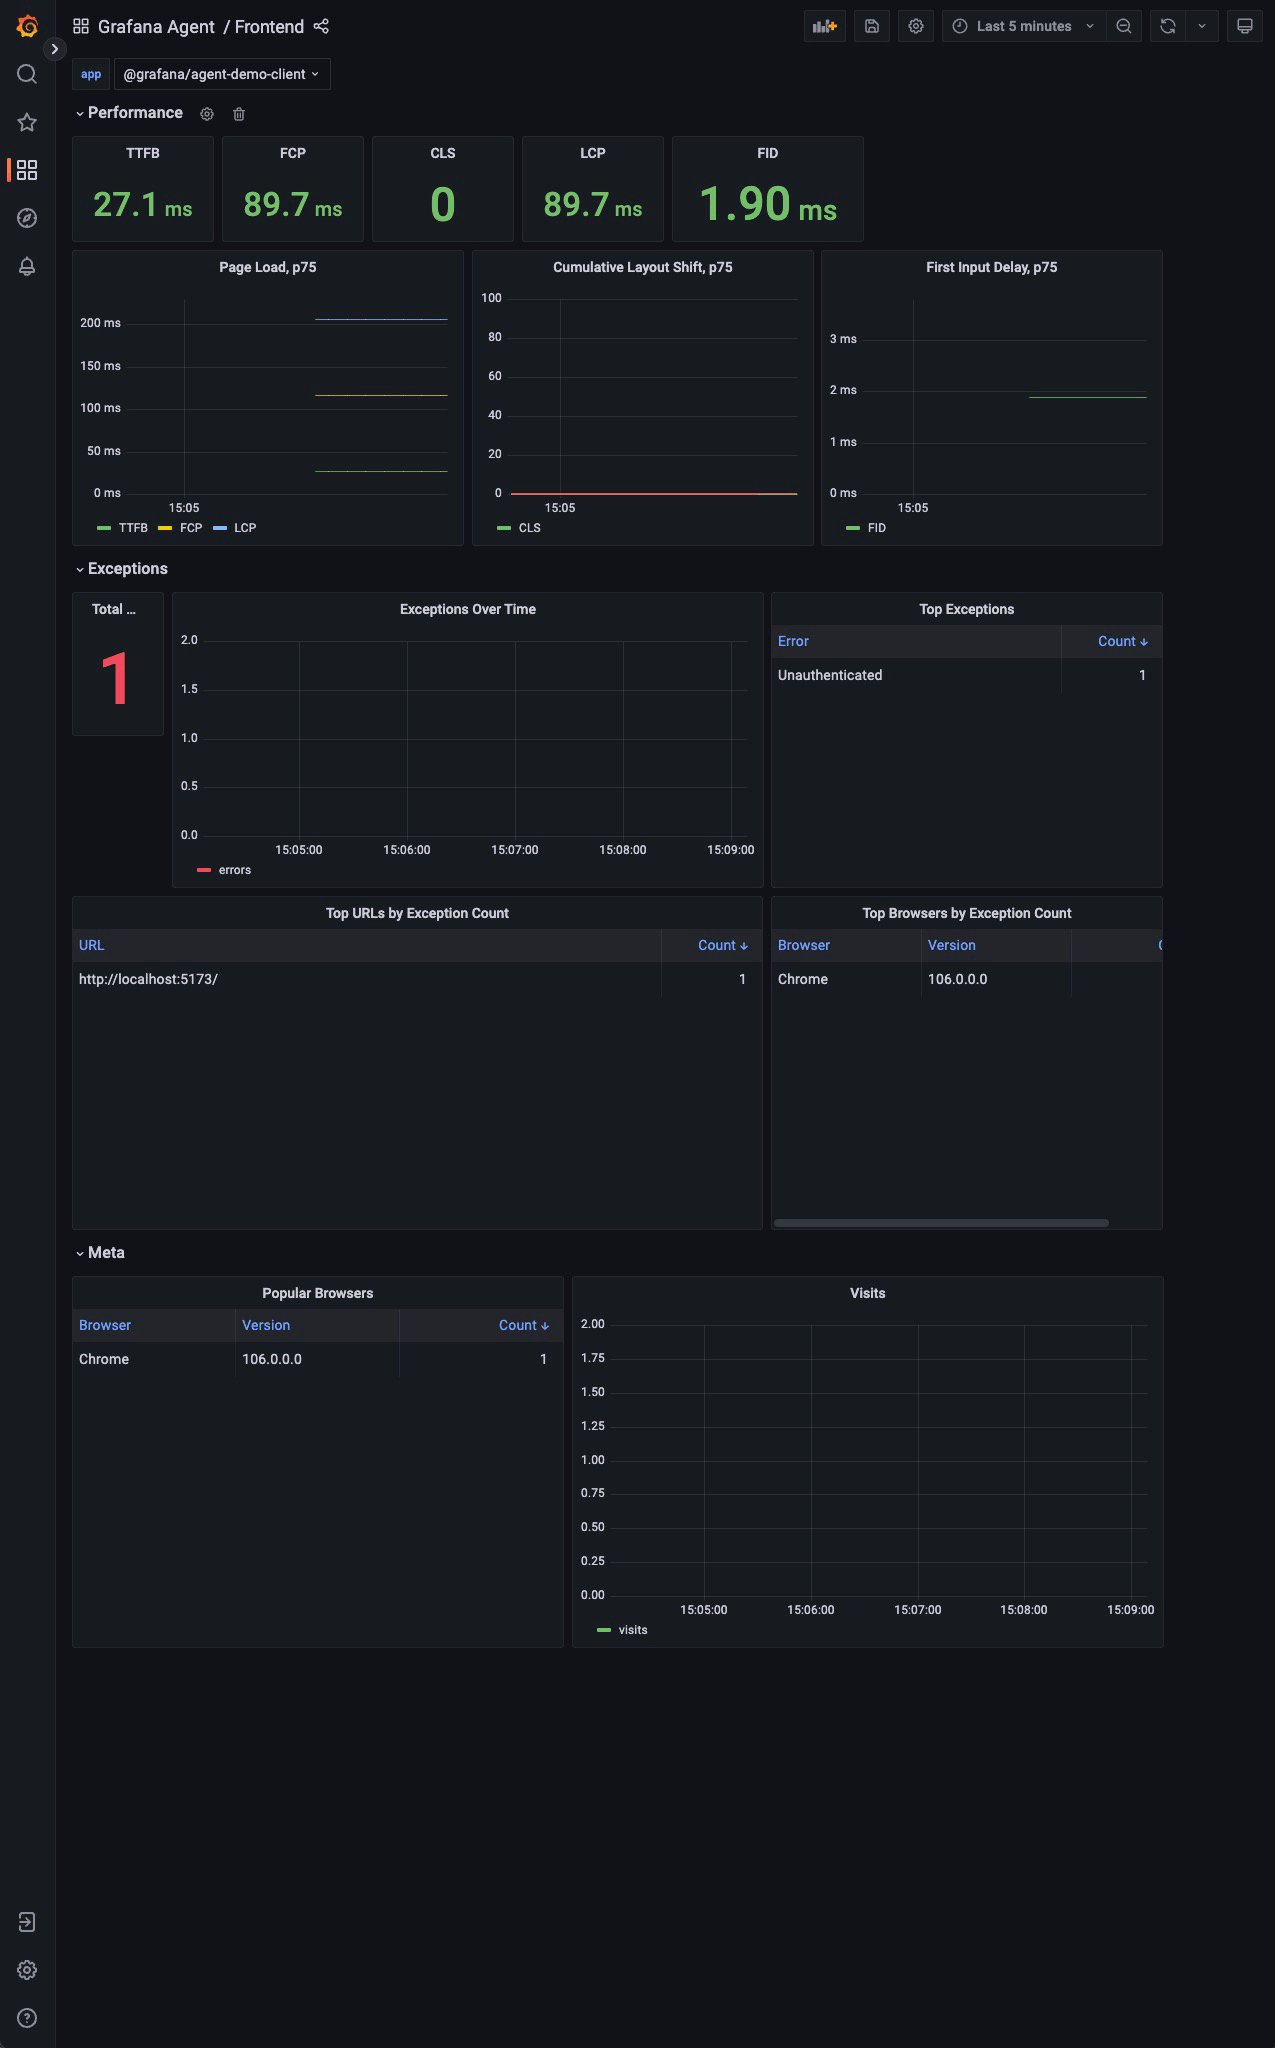 Grafana Agent / Frontend
Last 5 minutes
app @grafana/agent-demo-client
Performance
TTFB
27.1 ms
FCP
89.7 ms
CLS
0
LCP
89.7 ms
FID
1.90 ms
Page Load, p75
200 ms
150 ms
100 ms
50 ms
0 ms
15:05
TTFB FCP LCP
Cumulative Layout Shift, p75
100
80
60
40
20
0
15:05
CLS
First Input Delay, p75
3 ms
2 ms
1 ms
0 ms
15:05
FID
Exceptions
Total ...
1
Exceptions Over Time
2.0
1.5
1.0
0.5
0.0
15:05:00 15:06:00 15:07:00 15:08:00 15:09:00
errors
Top Exceptions
Error Count
Unauthenticated 1
Top URLs by Exception Count
URL Count
http://localhost:5173/ 1
Top Browsers by Exception Count
Browser Version
Chrome 106.0.0.0
Meta
Popular Browsers
Browser Version Count
Chrome 106.0.0.0 1
Visits
2.00
1.75
1.50
1.25
1.00
0.75
0.50
0.25
0.00
15:05:00 15:06:00 15:07:00 15:08:00 15:09:00
visits